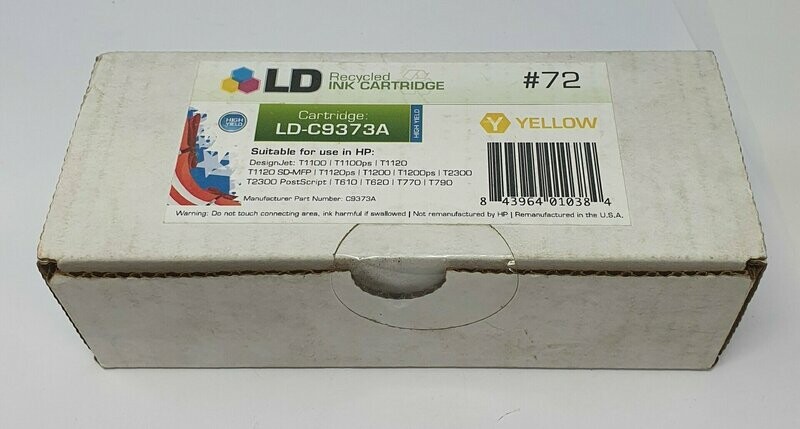 LD Recycled INK CARTRIDGE #72
HIGH YIELD
Cartridge:
LD-C9373A
HIGH YIELD
Y YELLOW
Suitable for use in HP:
DesignJet: T1100 | T1100ps | T1120
T1120 SD-MFP | T1120ps | T1200 | T1200ps | T2300
T2300 PostScript | T610 | T620 | T770 | T790
Manufacturer Part Number: C9373A
8 43964 01038 4
Warning: Do not touch connecting area, ink harmful if swallowed | Not remanufactured by HP | Remanufactured in the U.S.A.